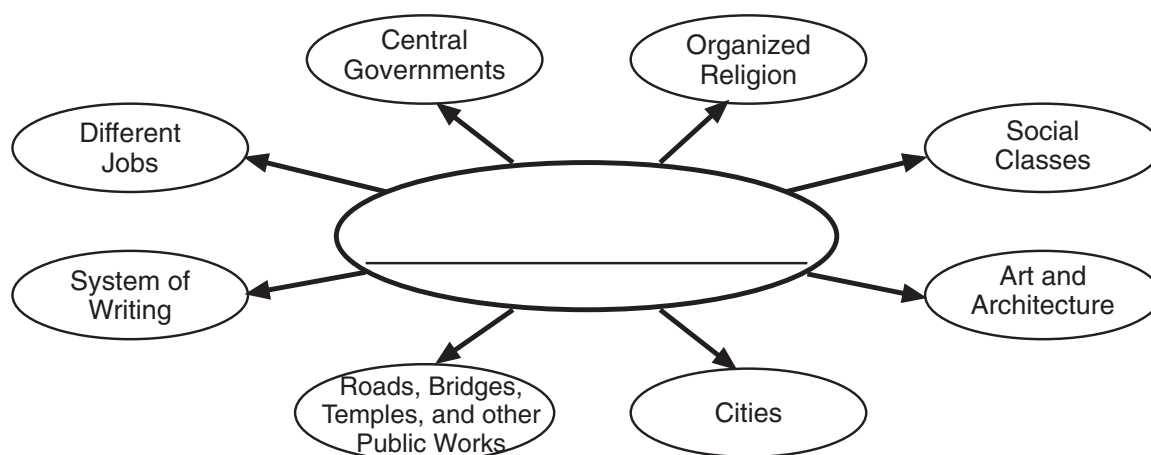 Central
Governments
Organized
Religion
Different
Jobs
Social
Classes
System of
Writing
Art and
Architecture
Roads, Bridges,
Temples, and other
Public Works
Cities